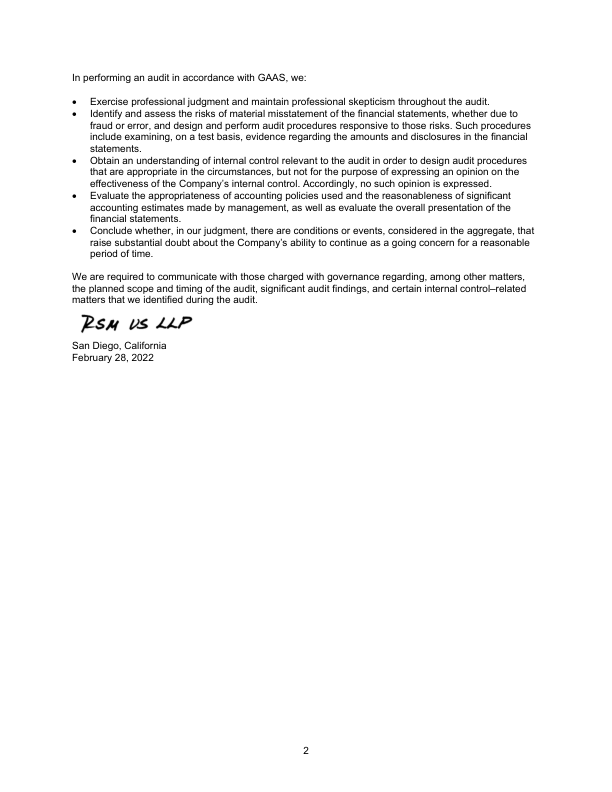 In performing an audit in accordance with GAAS, we:
• Exercise professional judgment and maintain professional skepticism throughout the audit.
• Identify and assess the risks of material misstatement of the financial statements, whether due to
fraud or error, and design and perform audit procedures responsive to those risks. Such procedures
include examining, on a test basis, evidence regarding the amounts and disclosures in the financial
statements.
• Obtain an understanding of internal control relevant to the audit in order to design audit procedures
that are appropriate in the circumstances, but not for the purpose of expressing an opinion on the
effectiveness of the Company's internal control. Accordingly, no such opinion is expressed.
• Evaluate the appropriateness of accounting policies used and the reasonableness of significant
accounting estimates made by management, as well as evaluate the overall presentation of the
financial statements.
• Conclude whether, in our judgment, there are conditions or events, considered in the aggregate, that
raise substantial doubt about the Company's ability to continue as a going concern for a reasonable
period of time.
We are required to communicate with those charged with governance regarding, among other matters,
the planned scope and timing of the audit, significant audit findings, and certain internal control–related
matters that we identified during the audit.
RSM US LLP
San Diego, California
February 28, 2022
2